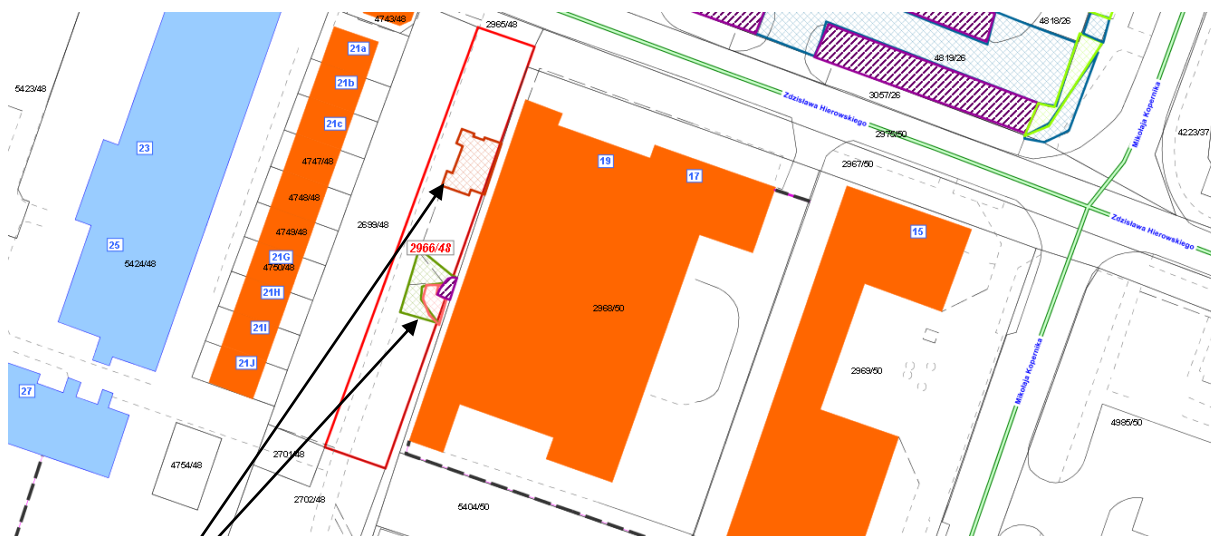 4743/48
2965/48
4818/26
21a
4819/26
21b
5423/48
Zdzisława Hierowskiego
3057/26
21c
Mikołaja Kopernika
2975/50
4223/37
23
4747/48
19
2967/50
17
4748/48
2699/48
Zdzisława Hierowskiego
4749/48
15
25
2966/48
21G
5424/48
4750/48
21H
2968/50
21I
21J
2969/50
Mikołaja Kopernika
27
4985/50
2701/48
4754/48
2702/48
5404/50